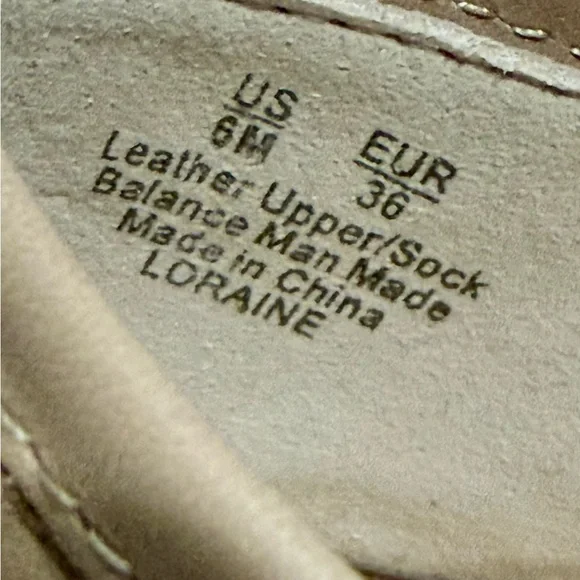 US EUR
6M 36
Leather Upper/Sock
Balance Man Made
Made in China
LORAINE